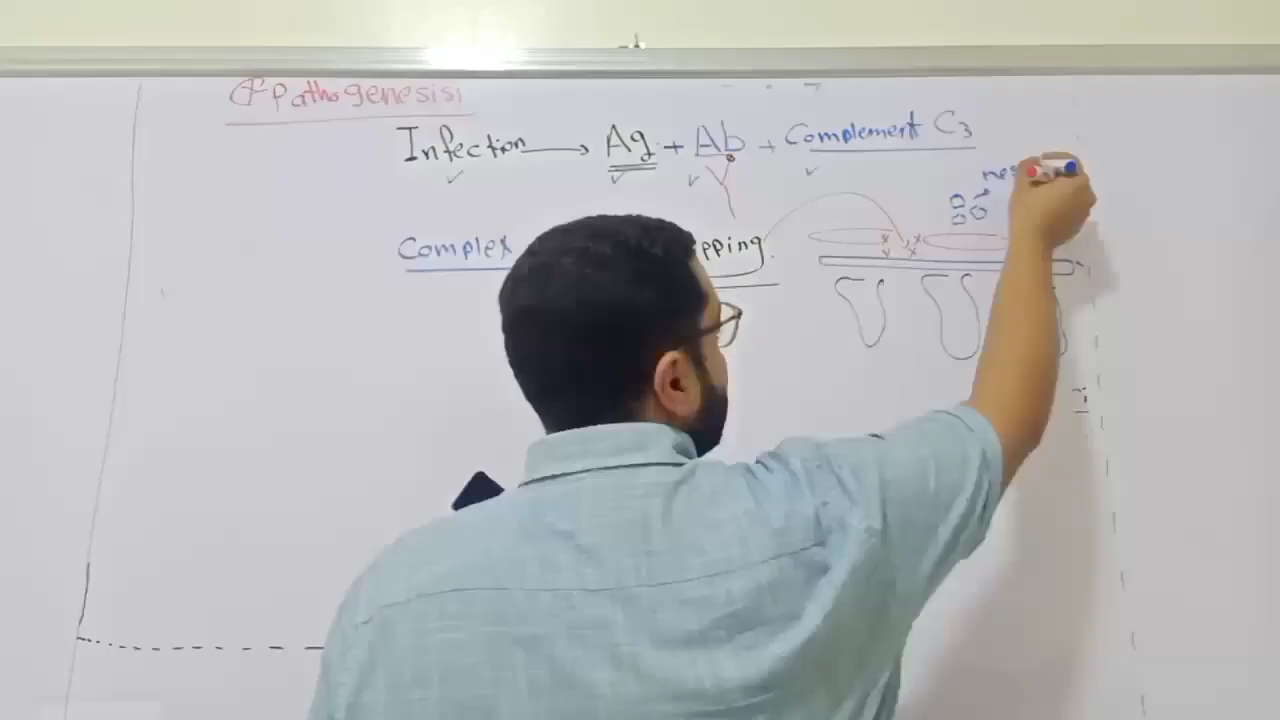 Pathogenesis:
Infection → Ag + Ab + Complement C3
Complex